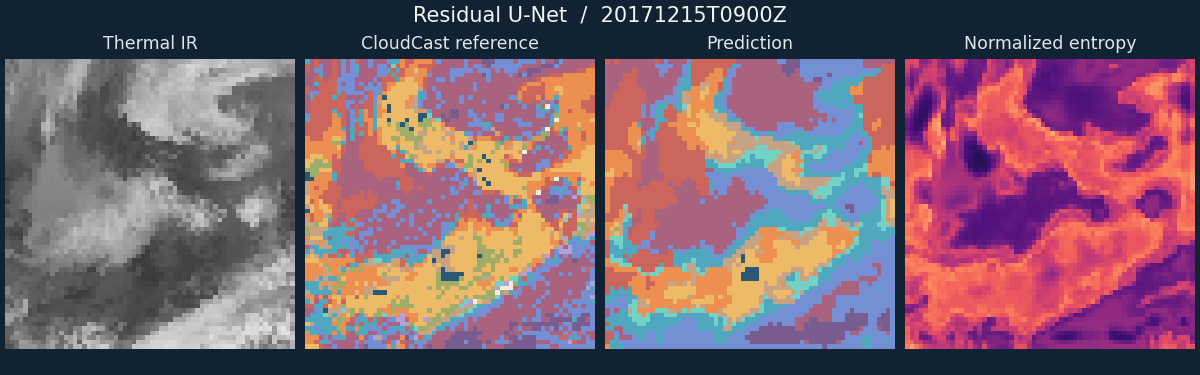 Residual U-Net / 20171215T0900Z
Thermal IR
CloudCast reference
Prediction
Normalized entropy